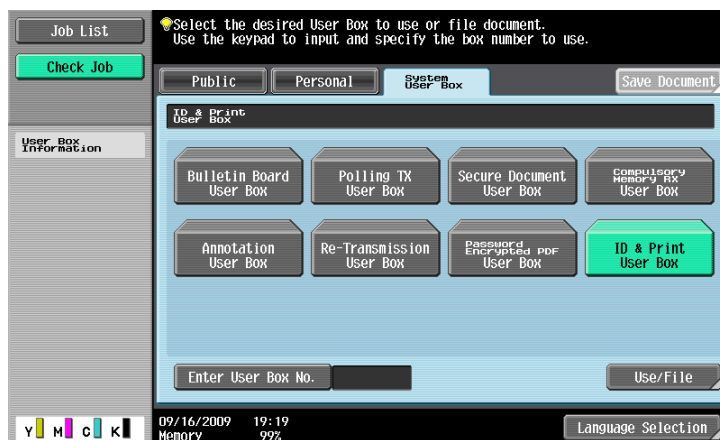 Job List
Check Job
Select the desired User Box to use or file document.
Use the keypad to input and specify the box number to use.
Public
Personal
System
User Box
Save Document
ID & Print
User Box
User Box
Information
Bulletin Board
User Box
Polling TX
User Box
Secure Document
User Box
Compulsory
Memory RX
User Box
Annotation
User Box
Re-Transmission
User Box
Password
Encrypted PDF
User Box
ID & Print
User Box
Enter User Box No.
Use/File
Y M C K
09/16/2009 19:19
Memory 99%
Language Selection